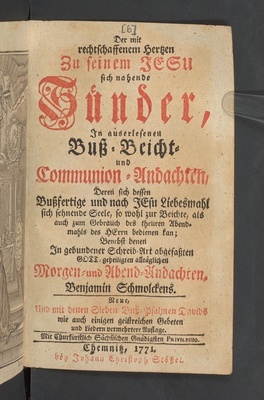 [6]
Der mit
rechtschaffenem Hertzen
Zu seinem JESU
sich nahende
Sünder,
In auserlesenen
Buß-Beicht-
und
Communion-Andachten,
Deren sich dessen
Bußfertige und nach JEsu Liebesmahl
sich sehnende Seele, so wohl zur Beichte, als
auch zum Gebrauch des theuren Abend-
mahls des HErrn bedienen kan;
Benebst denen
In gebundener Schreib-Art abgefaßten
GOTT-geheiligten alltäglichen
Morgen- und Abend-Andachten,
Benjamin Schmolckens.
Neue,
Und mit denen Sieben Buß-Psalmen Davids
wie auch einigen geistreichen Gebeten
und Liedern vermehrtere Auflage.
Mit Churfürstlich Sächsischen Gnädigsten PRIVILEGIO.
Chemnitz, 1771.
bey Johann Christoph Stößel.